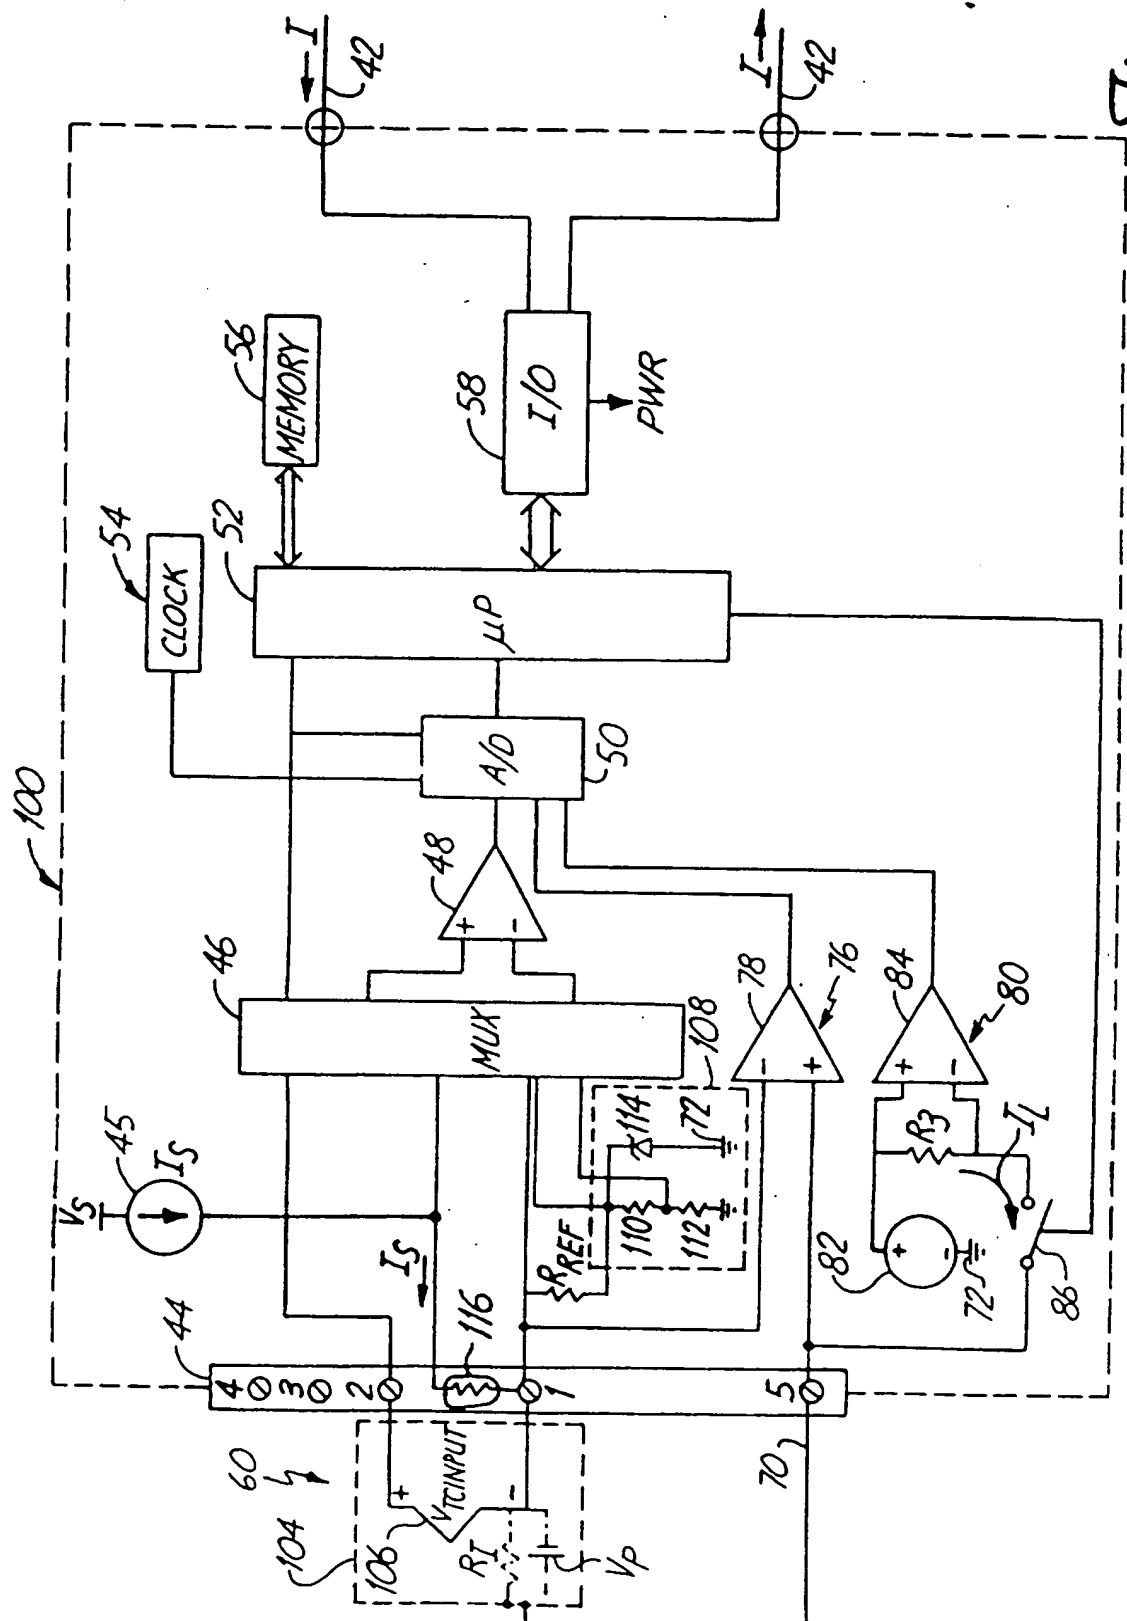 100
44
4
3
2
1
5
V_S
45
I_S
I_S
116
46
MUX
48
+
-
A/D
50
CLOCK
54
52
µP
MEMORY
56
58
I/O
PWR
I
42
I
42
60
104
106
+
V_TCINPUT
-
R_I
V_P
70
R_REF
110
112
114
72
108
78
-
+
76
84
+
-
80
R3
I_L
82
+
-
72
86